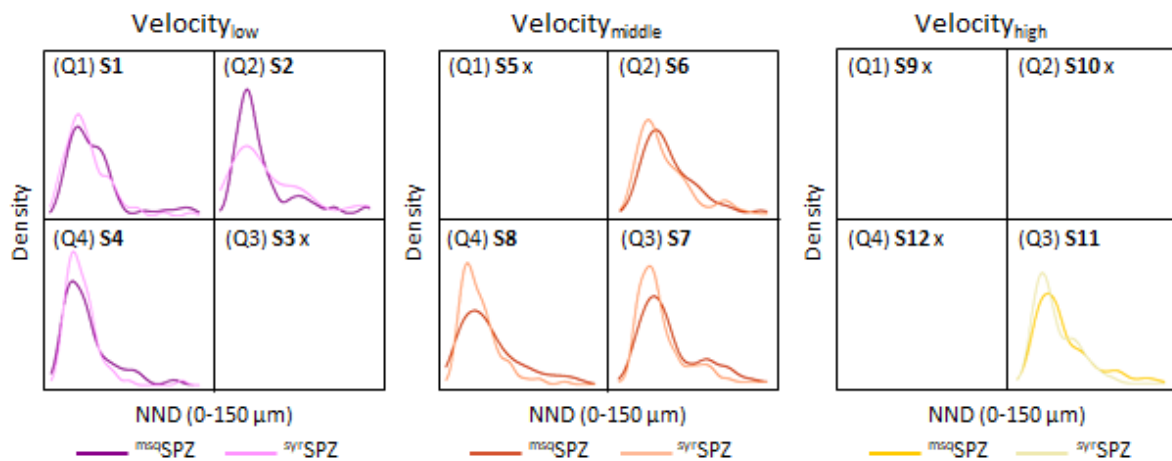 Velocitylow Velocitymiddle Velocityhigh
(Q1) S1 (Q2) S2 (Q1) S5 x (Q2) S6 (Q1) S9 x (Q2) S10 x
Density Density Density
(Q4) S4 (Q3) S3 x (Q4) S8 (Q3) S7 (Q4) S12 x (Q3) S11
NND (0-150 µm) NND (0-150 µm) NND (0-150 µm)
msqSPZ syrSPZ msqSPZ syrSPZ msqSPZ syrSPZ